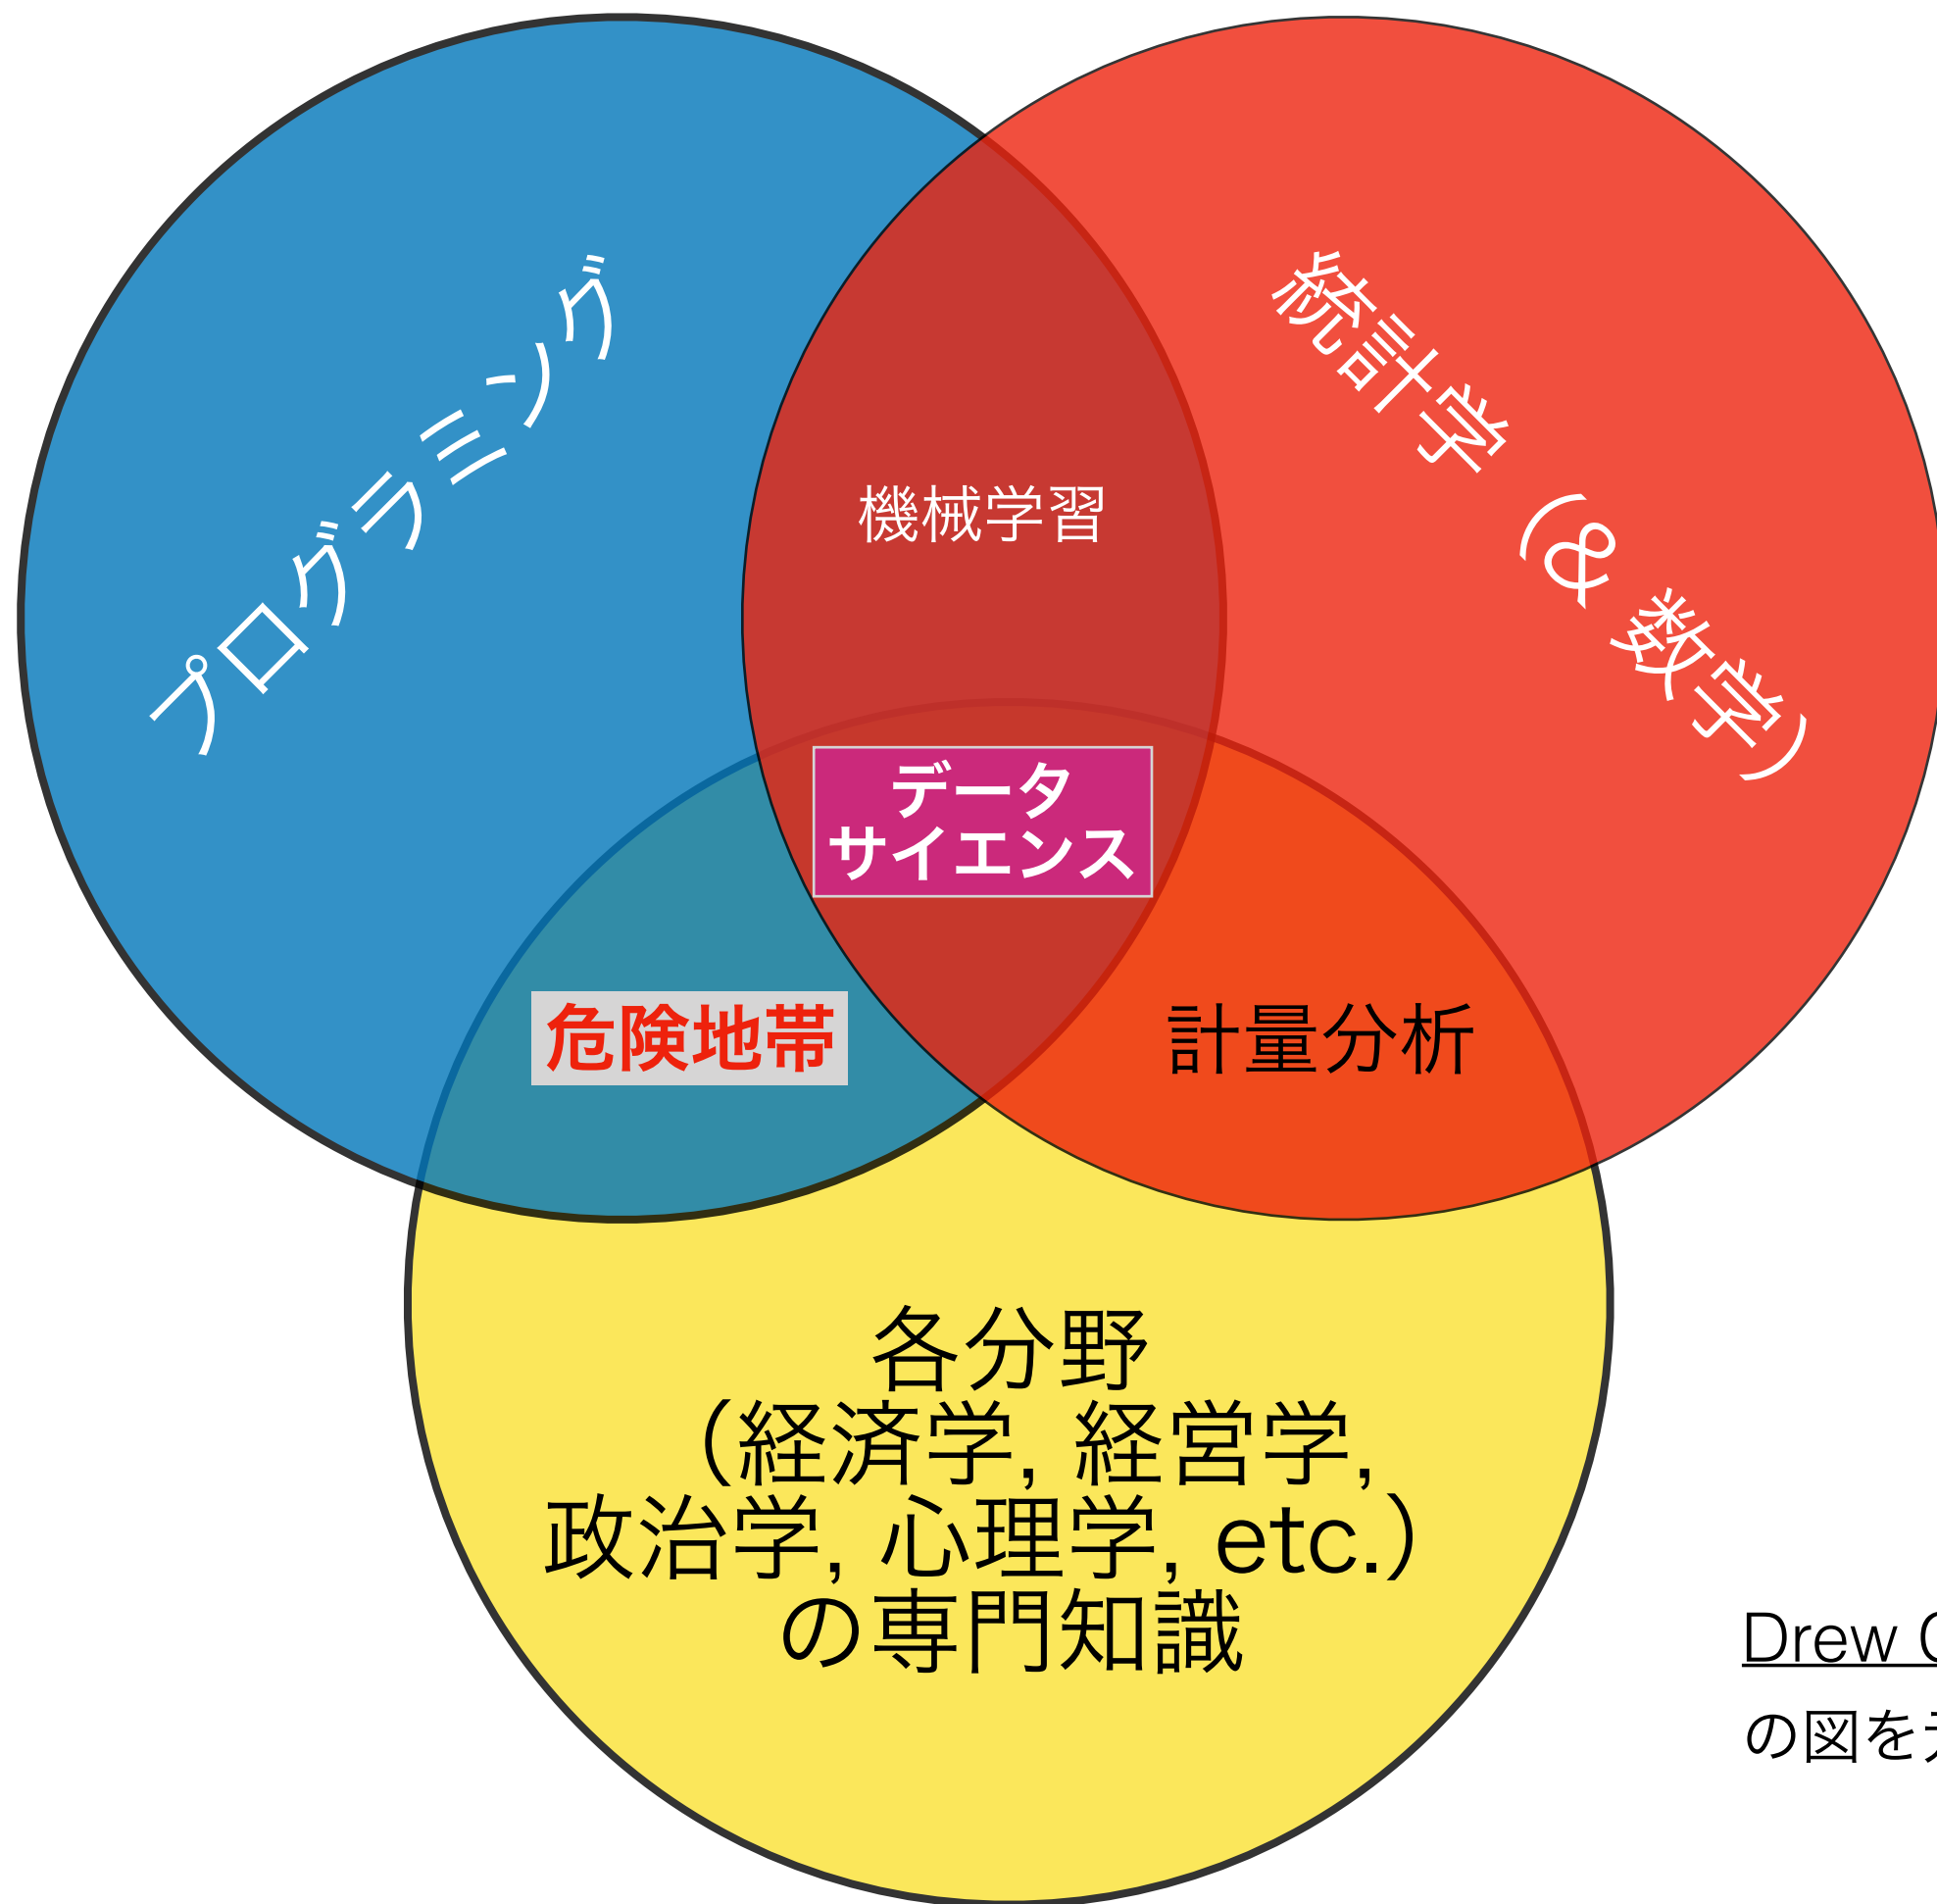 プログラミング
統計学 (& 数学)
機械学習
データ
サイエンス
危険地帯
計量分析
各分野
(経済学, 経営学,
政治学, 心理学, etc.)
の専門知識
Drew
の図を